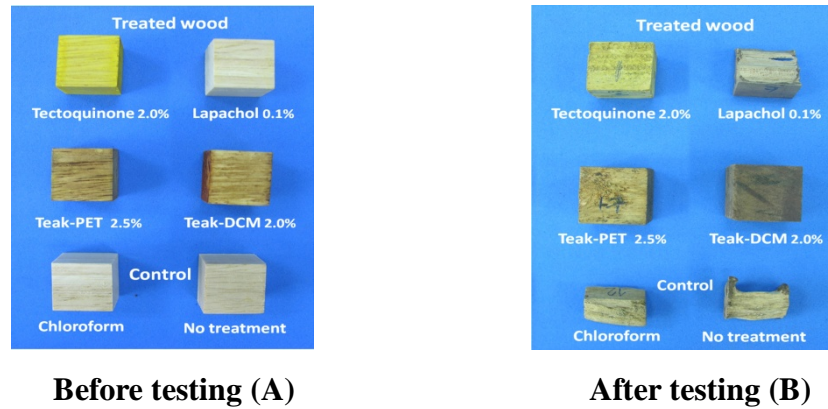 Treated wood
Tectoquinone 2.0%
Lapachol 0.1%
Teak-PET 2.5%
Teak-DCM 2.0%
Control
Chloroform
No treatment
Before testing (A)
Treated wood
Tectoquinone 2.0%
Lapachol 0.1%
Teak-PET 2.5%
Teak-DCM 2.0%
Control
Chloroform
No treatment
After testing (B)